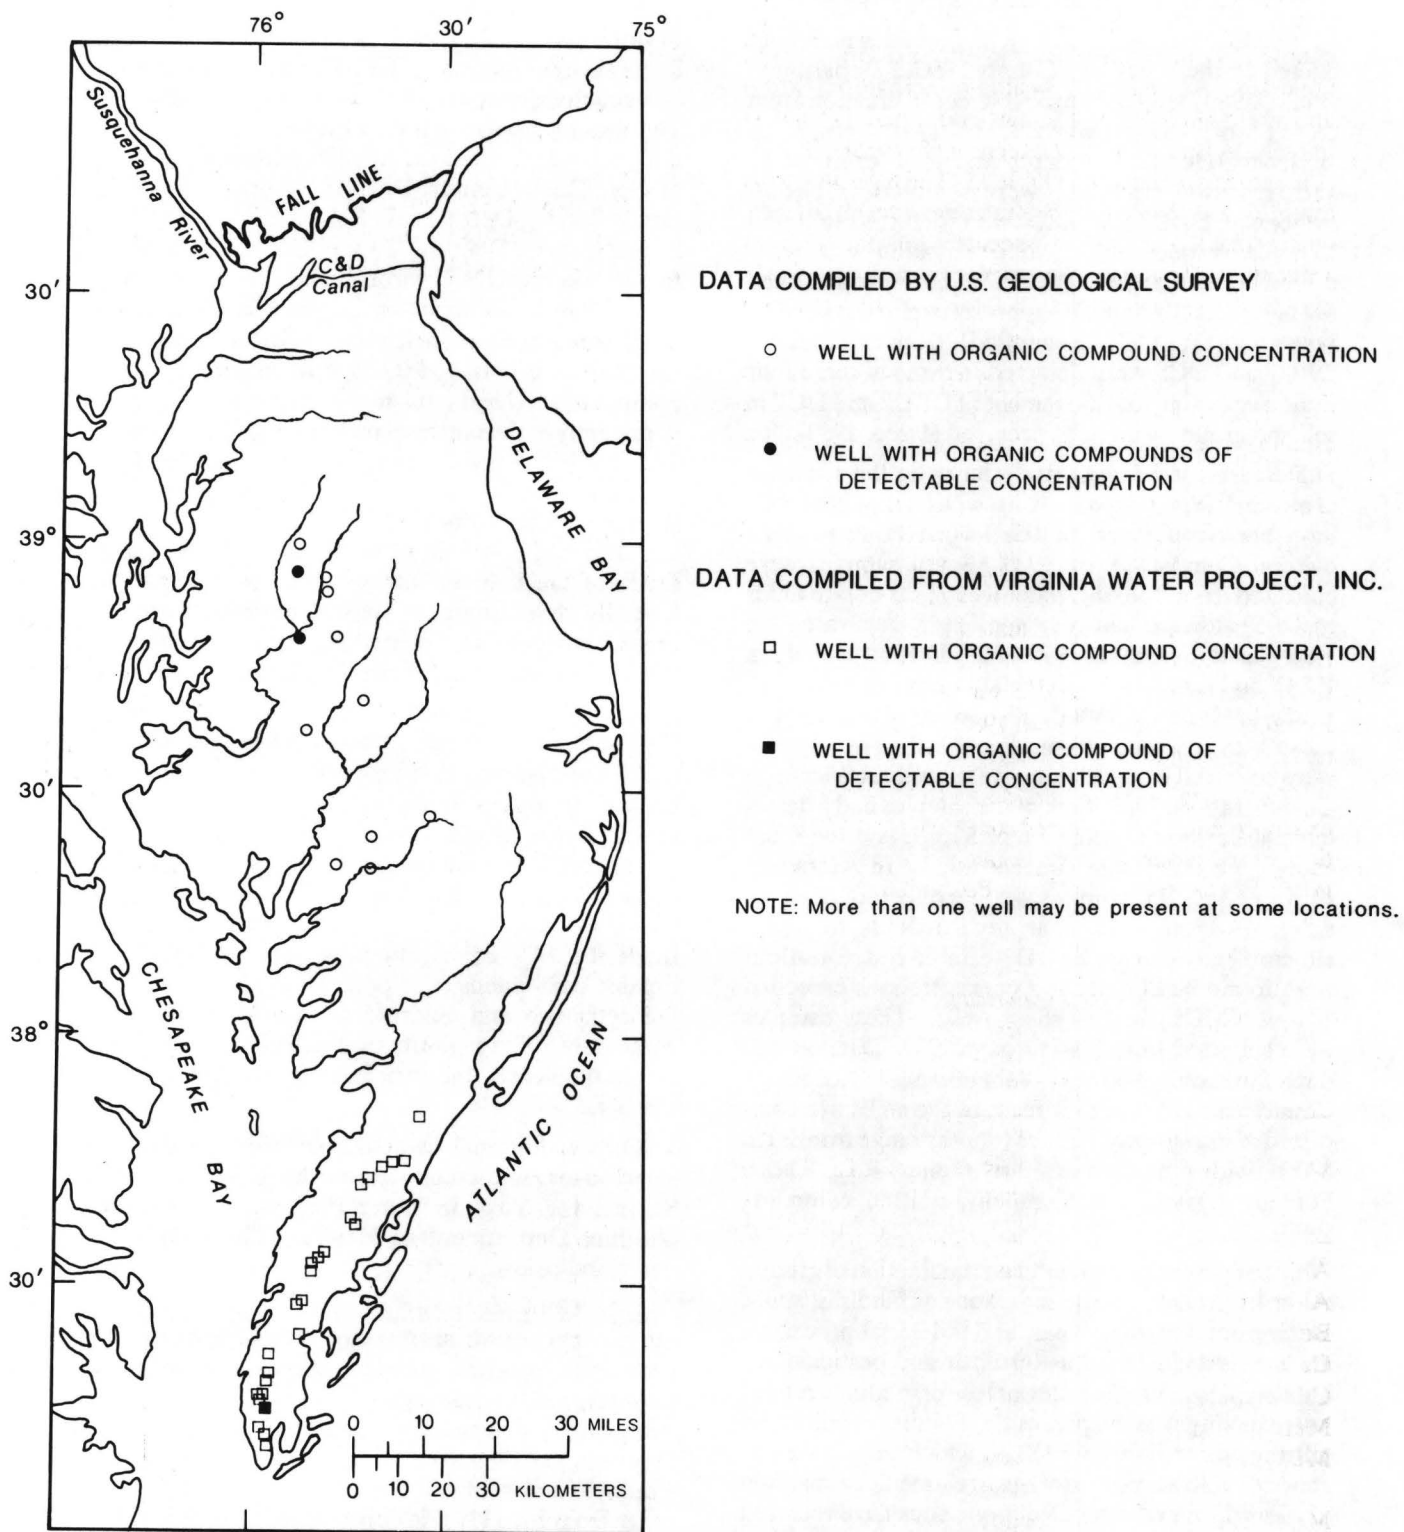 76° 30′ 75°
Susquehanna
River
FALL LINE
C&D
Canal
30′
DELAWARE BAY
39°
30′
CHESAPEAKE BAY
38°
ATLANTIC OCEAN
30′
0 10 20 30 MILES
0 10 20 30 KILOMETERS
DATA COMPILED BY U.S. GEOLOGICAL SURVEY
WELL WITH ORGANIC COMPOUND CONCENTRATION
WELL WITH ORGANIC COMPOUNDS OF
DETECTABLE CONCENTRATION
DATA COMPILED FROM VIRGINIA WATER PROJECT, INC.
WELL WITH ORGANIC COMPOUND CONCENTRATION
WELL WITH ORGANIC COMPOUND OF
DETECTABLE CONCENTRATION
NOTE: More than one well may be present at some locations.